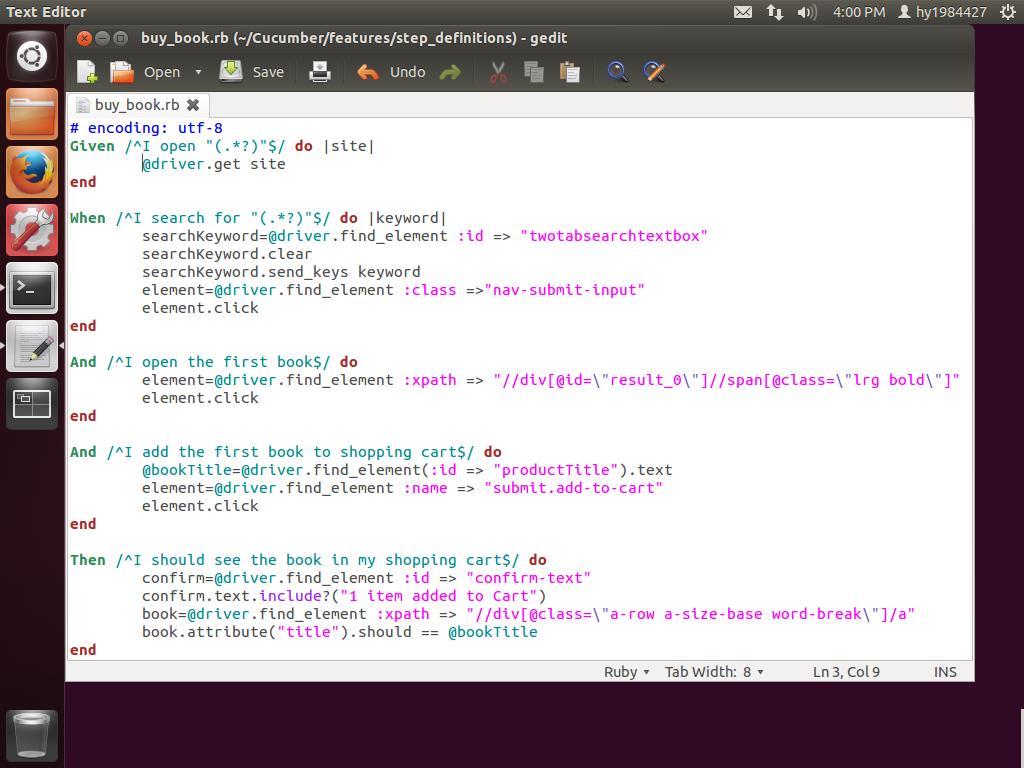 Text Editor 4:00 PM hy1984427
buy_book.rb (~/Cucumber/features/step_definitions) - gedit
Open Save Undo
buy_book.rb
# encoding: utf-8
Given /^I open "(.*?)"$/ do |site|
        @driver.get site
end

When /^I search for "(.*?)"$/ do |keyword|
        searchKeyword=@driver.find_element :id => "twotabsearchtextbox"
        searchKeyword.clear
        searchKeyword.send_keys keyword
        element=@driver.find_element :class =>"nav-submit-input"
        element.click
end

And /^I open the first book$/ do
        element=@driver.find_element :xpath => "//div[@id=\"result_0\"]//span[@class=\"lrg bold\"]"
        element.click
end

And /^I add the first book to shopping cart$/ do
        @bookTitle=@driver.find_element(:id => "productTitle").text
        element=@driver.find_element :name => "submit.add-to-cart"
        element.click
end

Then /^I should see the book in my shopping cart$/ do
        confirm=@driver.find_element :id => "confirm-text"
        confirm.text.include?("1 item added to Cart")
        book=@driver.find_element :xpath => "//div[@class=\"a-row a-size-base word-break\"]/a"
        book.attribute("title").should == @bookTitle
end
Ruby Tab Width: 8 Ln 3, Col 9 INS